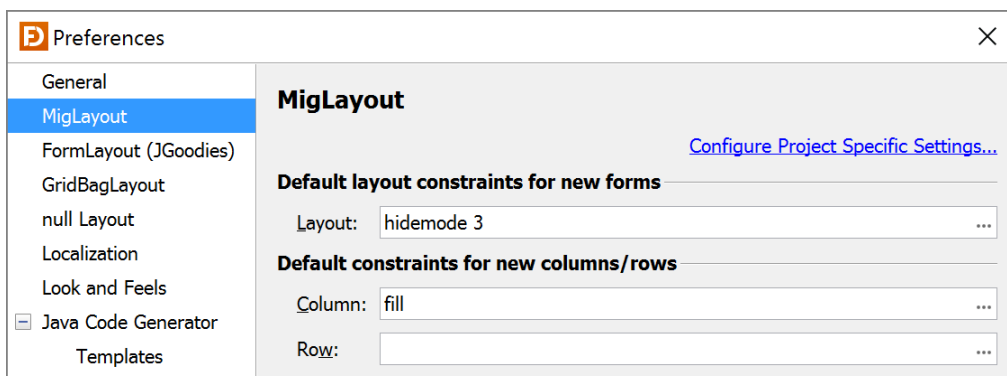 Preferences
General
MigLayout
FormLayout (JGoodies)
GridBagLayout
null Layout
Localization
Look and Feels
Java Code Generator
Templates
MigLayout
Configure Project Specific Settings...
Default layout constraints for new forms
Layout: hidemode 3 ...
Default constraints for new columns/rows
Column: fill ...
Row: ...